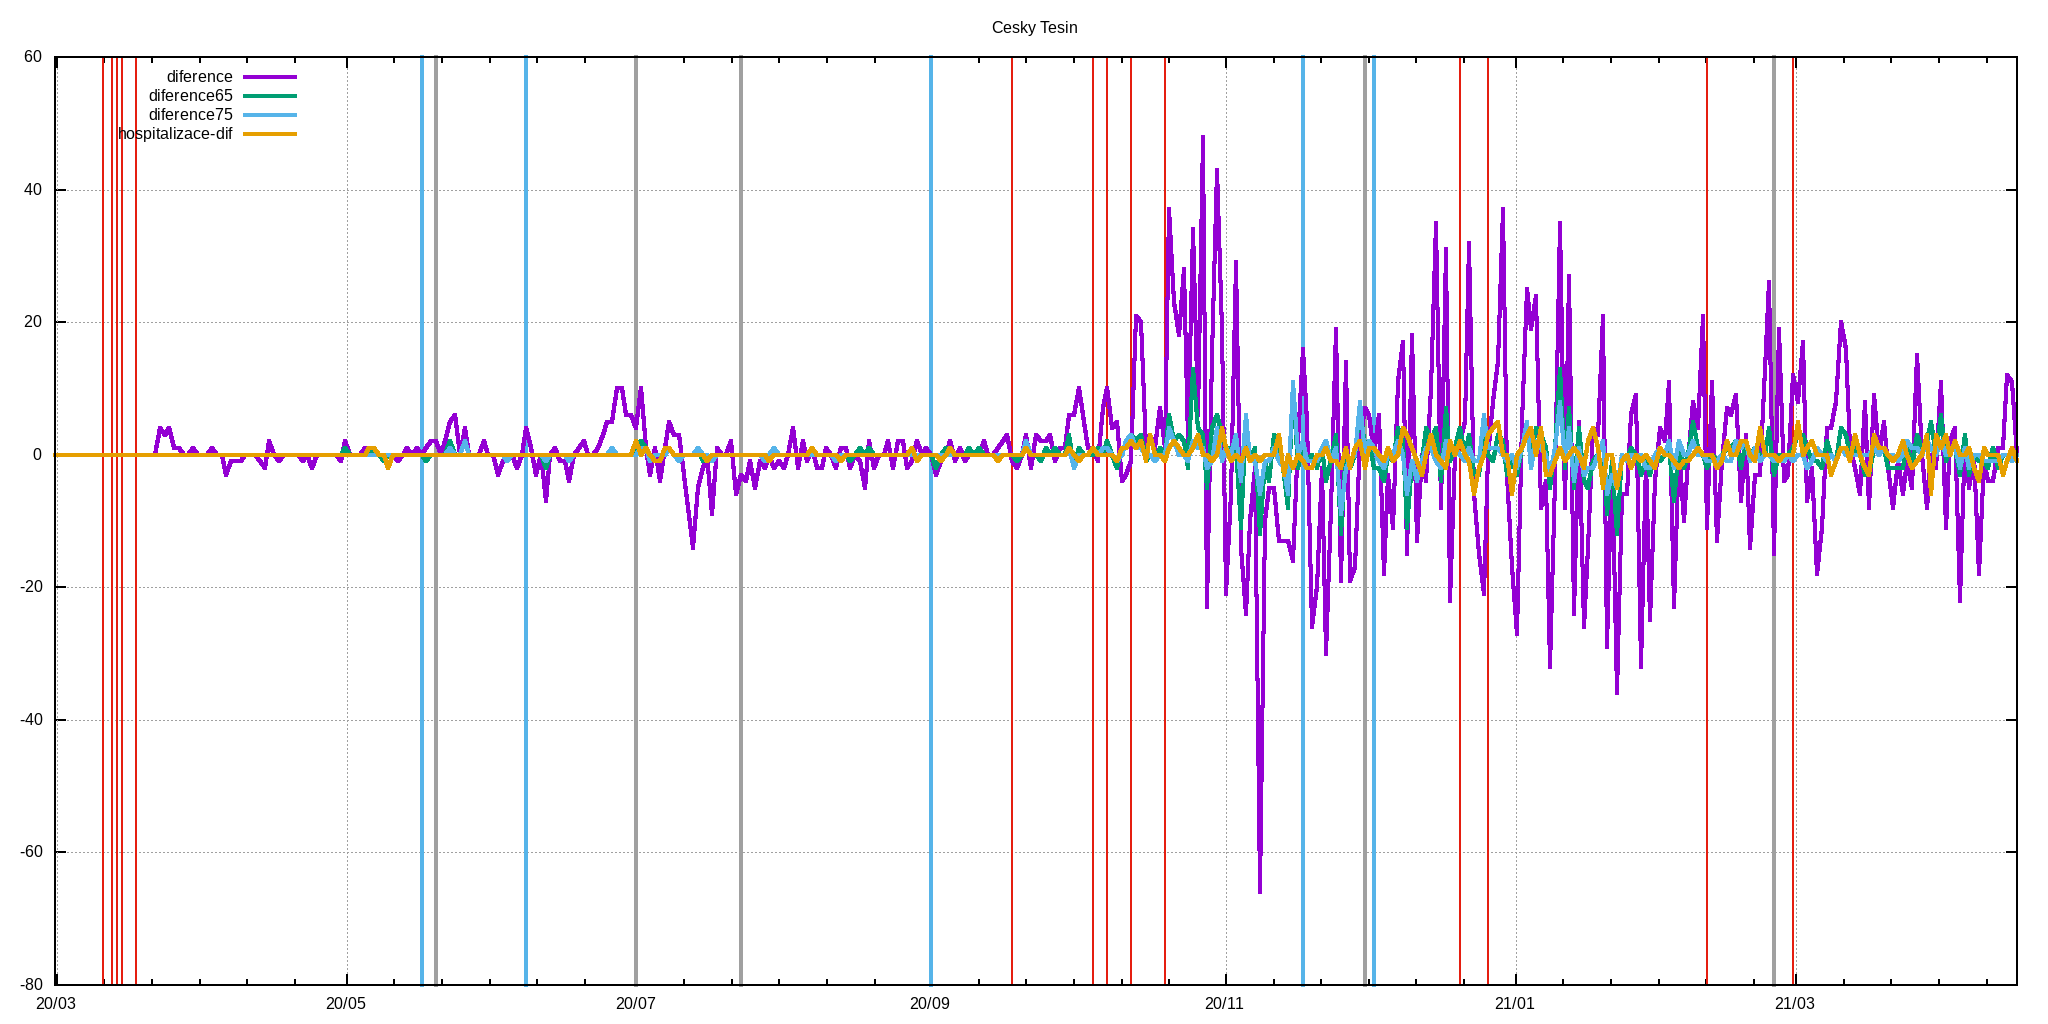 Cesky Tesin
60
diference
diference65
diference75
hospitalizace-dif
40
20
0
-20
-40
-60
-80
20/03 20/05 20/07 20/09 20/11 21/01 21/03